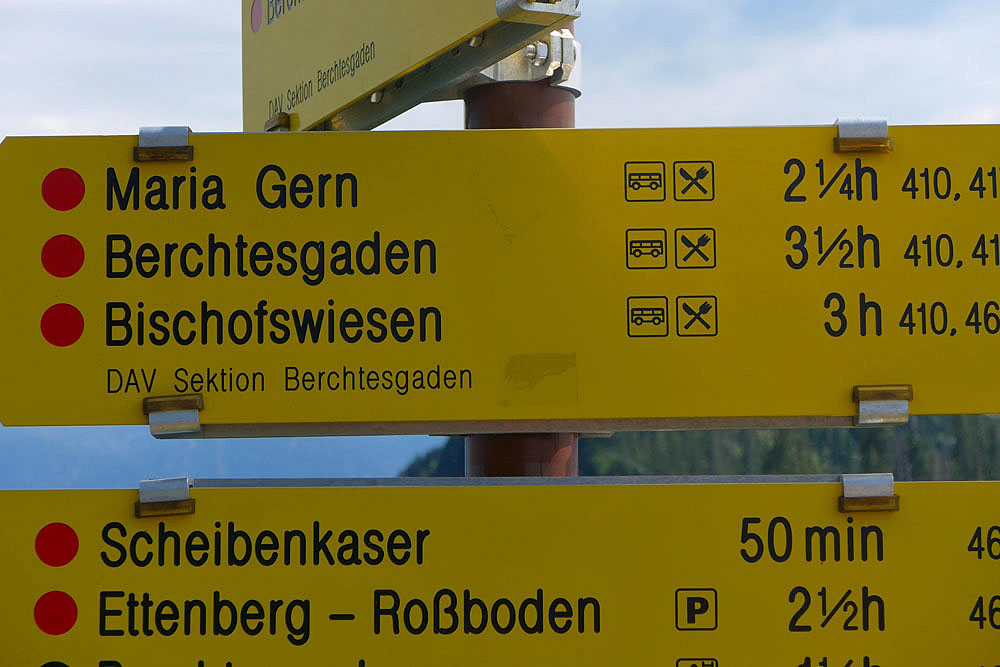 DAV Sektion Berchtesgaden
Maria Gern 2¼h 410, 41
Berchtesgaden 3½h 410, 41
Bischofswiesen 3h 410, 46
DAV Sektion Berchtesgaden
Scheibenkaser 50 min 46
Ettenberg – Roßboden P 2½h 46